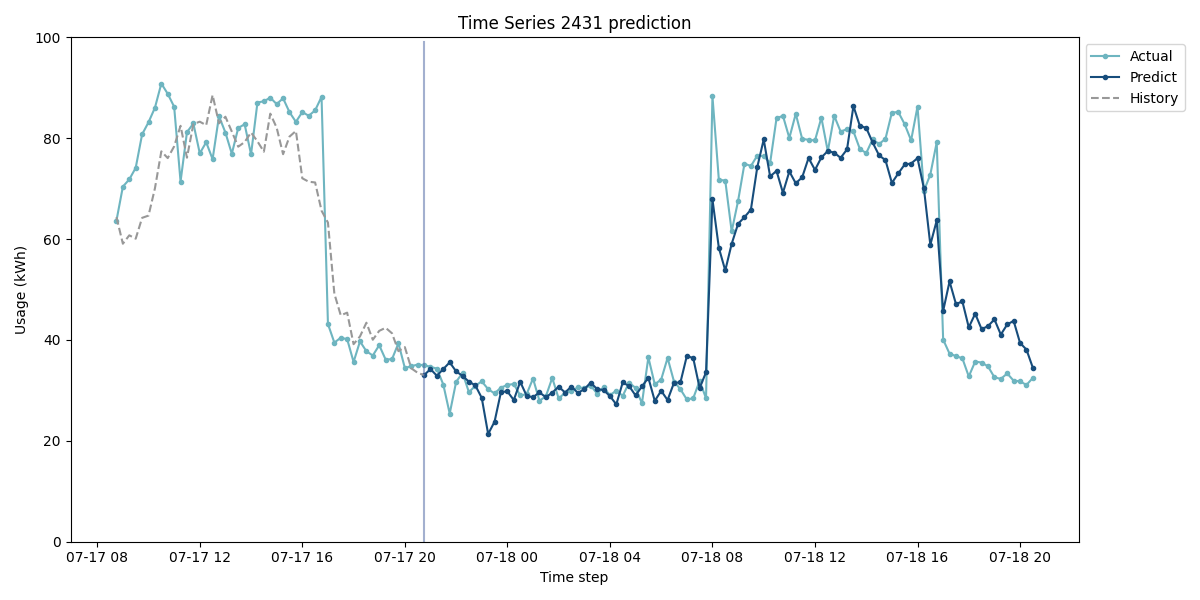 Time Series 2431 prediction
Usage (kWh)
100
80
60
40
20
0
07-17 08
07-17 12
07-17 16
07-17 20
07-18 00
07-18 04
07-18 08
07-18 12
07-18 16
07-18 20
Time step
Actual
Predict
History